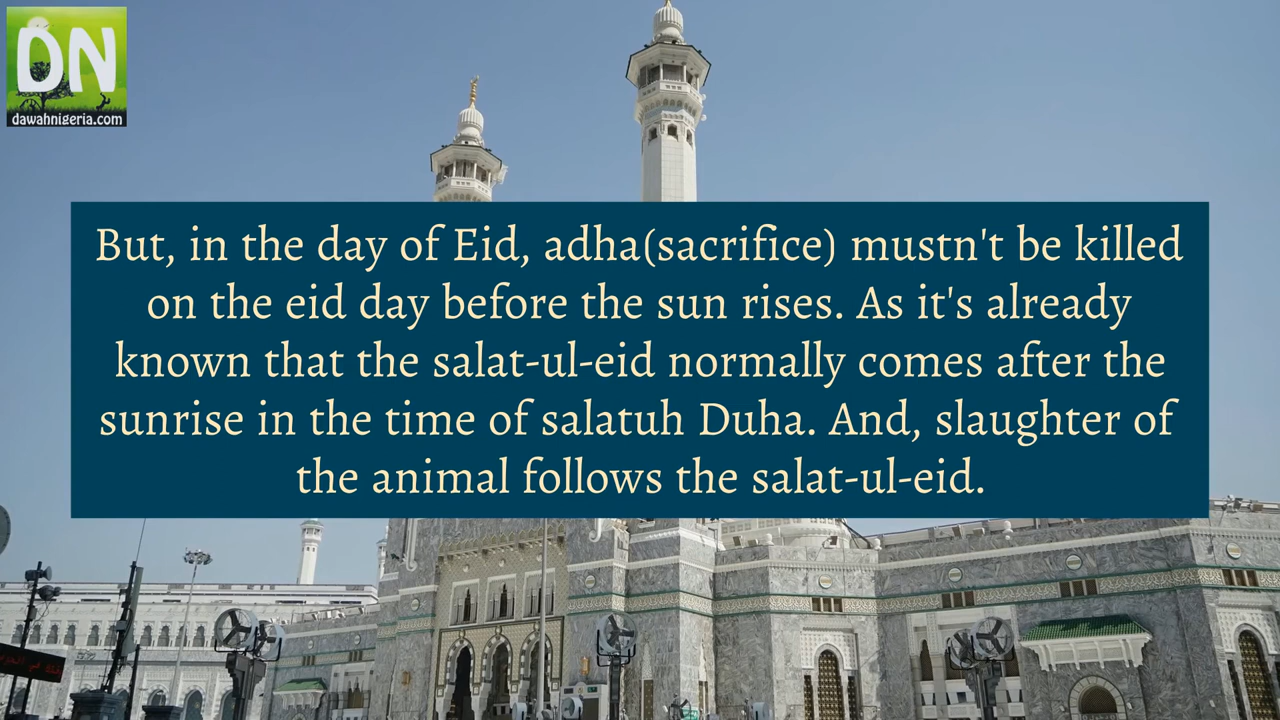 DN
dawahnigeria.com
But, in the day of Eid, adha(sacrifice) mustn't be killed
on the eid day before the sun rises. As it's already
known that the salat-ul-eid normally comes after the
sunrise in the time of salatuh Duha. And, slaughter of
the animal follows the salat-ul-eid.